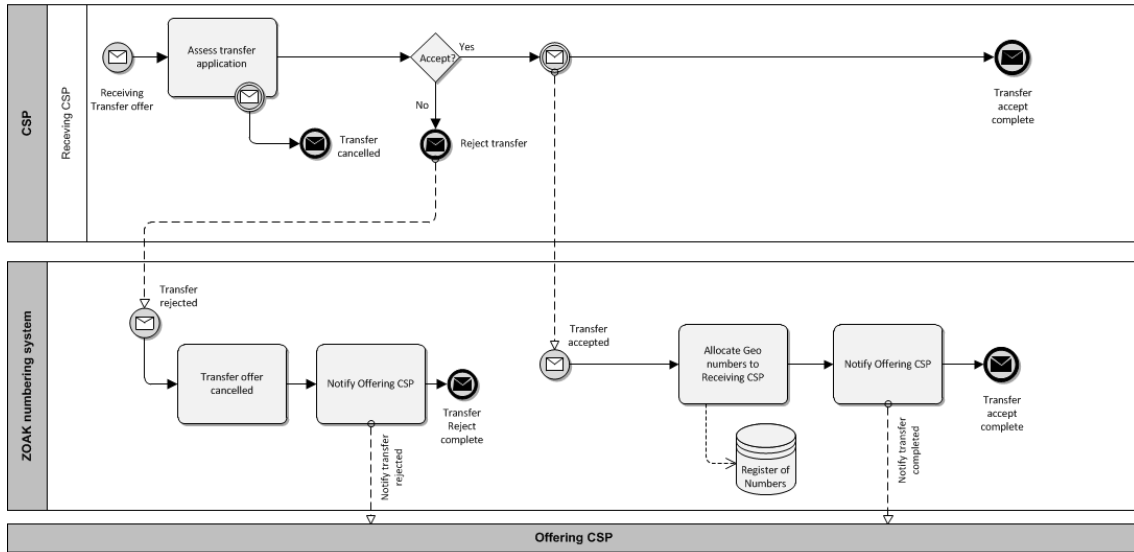 CSP
Receving CSP
Receiving
Transfer offer
Assess transfer
application
Transfer
cancelled
Accept?
Yes
No
Reject transfer
Transfer
accept
complete
ZOAK numbering system
Transfer
rejected
Transfer offer
cancelled
Notify Offering CSP
Transfer
Reject
complete
Notify transfer
rejected
Transfer
accepted
Allocate Geo
numbers to
Receiving CSP
Register of
Numbers
Notify Offering CSP
Transfer
accept
complete
Notify transfer
completed
Offering CSP